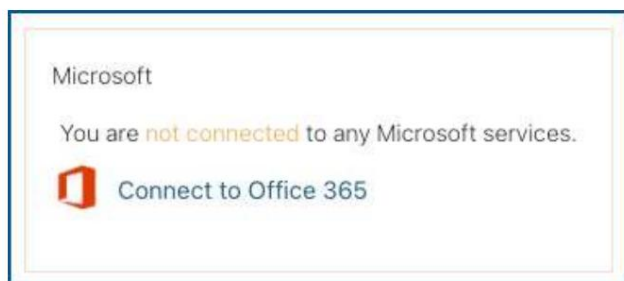 Microsoft
You are not connected to any Microsoft services.
Connect to Office 365